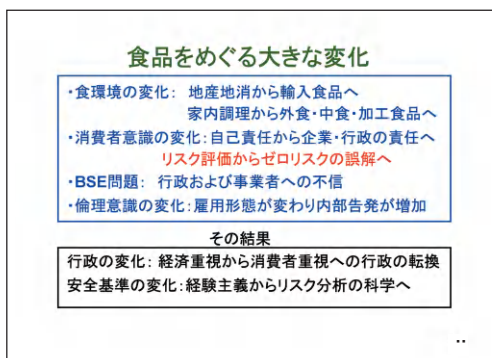 食品をめぐる大きな変化
・食環境の変化： 地産地消から輸入食品へ
家内調理から外食・中食・加工食品へ
・消費者意識の変化：自己責任から企業・行政の責任へ
リスク評価からゼロリスクの誤解へ
・BSE問題： 行政および事業者への不信
・倫理意識の変化：雇用形態が変わり内部告発が増加
その結果
行政の変化： 経済重視から消費者重視への行政の転換
安全基準の変化：経験主義からリスク分析の科学へ
..